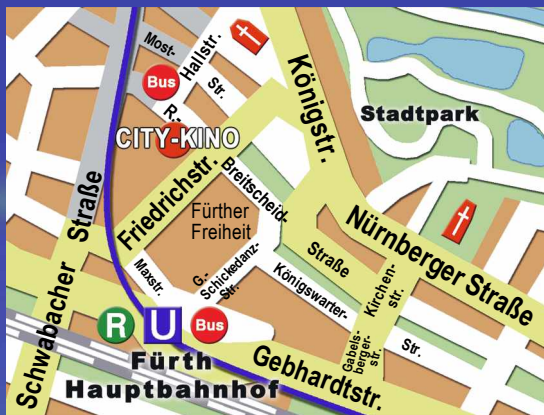 Most-
Str.
Hallstr.
Bus
R.-
CITY-KINO
Königstr.
Stadtpark
Schwabacher Straße
Friedrichstr.
Breitscheid-
Straße
Fürther
Freiheit
Nürnberger Straße
Maxstr.
G.-
Schickedanz-
Str.
Königswarter-
Str.
Kirchen-
str.
Gabels-
berger-
str.
R
U
Bus
Fürth
Hauptbahnhof
Gebhardtstr.